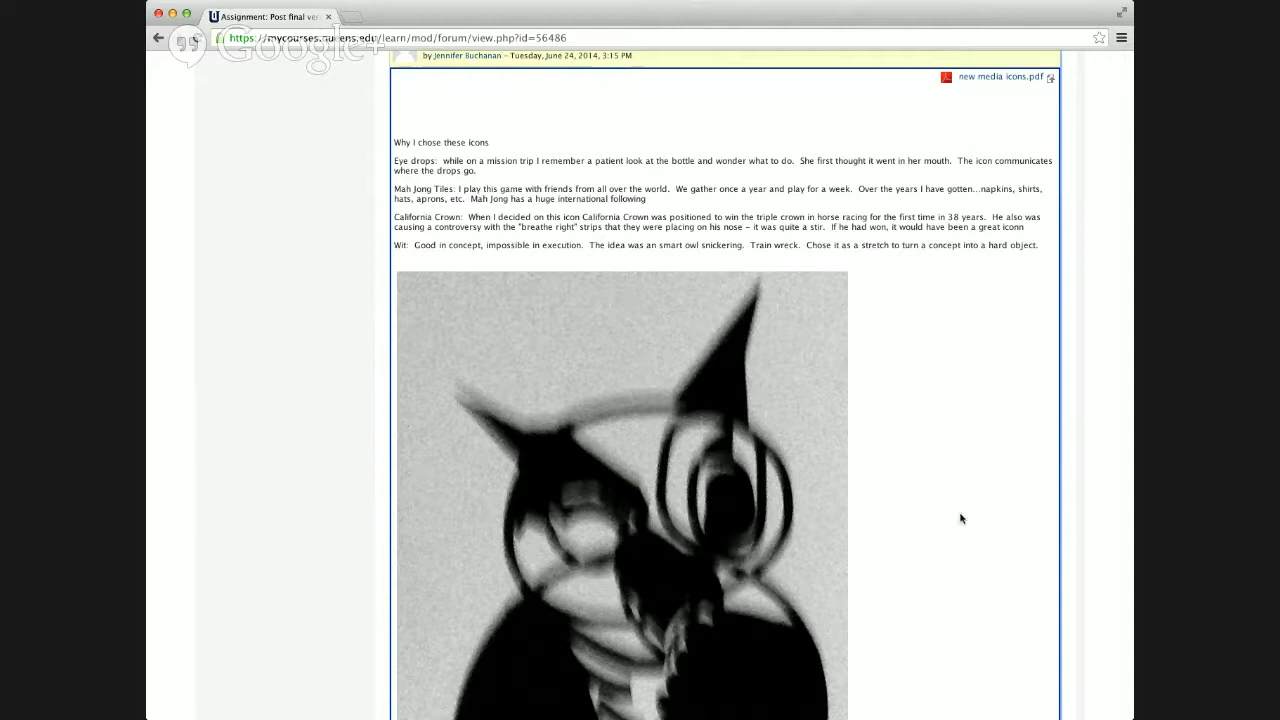 Assignment: Post final ver
https://mycourses.queens.edu/learn/mod/forum/view.php?id=56486
Google+
by Jennifer Buchanan – Tuesday, June 24, 2014, 3:15 PM
new media icons.pdf
Why I chose these icons
Eye drops: while on a mission trip I remember a patient look at the bottle and wonder what to do. She first thought it went in her mouth. The icon communicates
where the drops go.
Mah Jong Tiles: I play this game with friends from all over the world. We gather once a year and play for a week. Over the years I have gotten...napkins, shirts,
hats, aprons, etc. Mah Jong has a huge international following
California Crown: When I decided on this icon California Crown was positioned to win the triple crown in horse racing for the first time in 38 years. He also was
causing a controversy with the "breathe right" strips that they were placing on his nose – it was quite a stir. If he had won, it would have been a great iconn
Wit: Good in concept, impossible in execution. The idea was an smart owl snickering. Train wreck. Chose it as a stretch to turn a concept into a hard object.